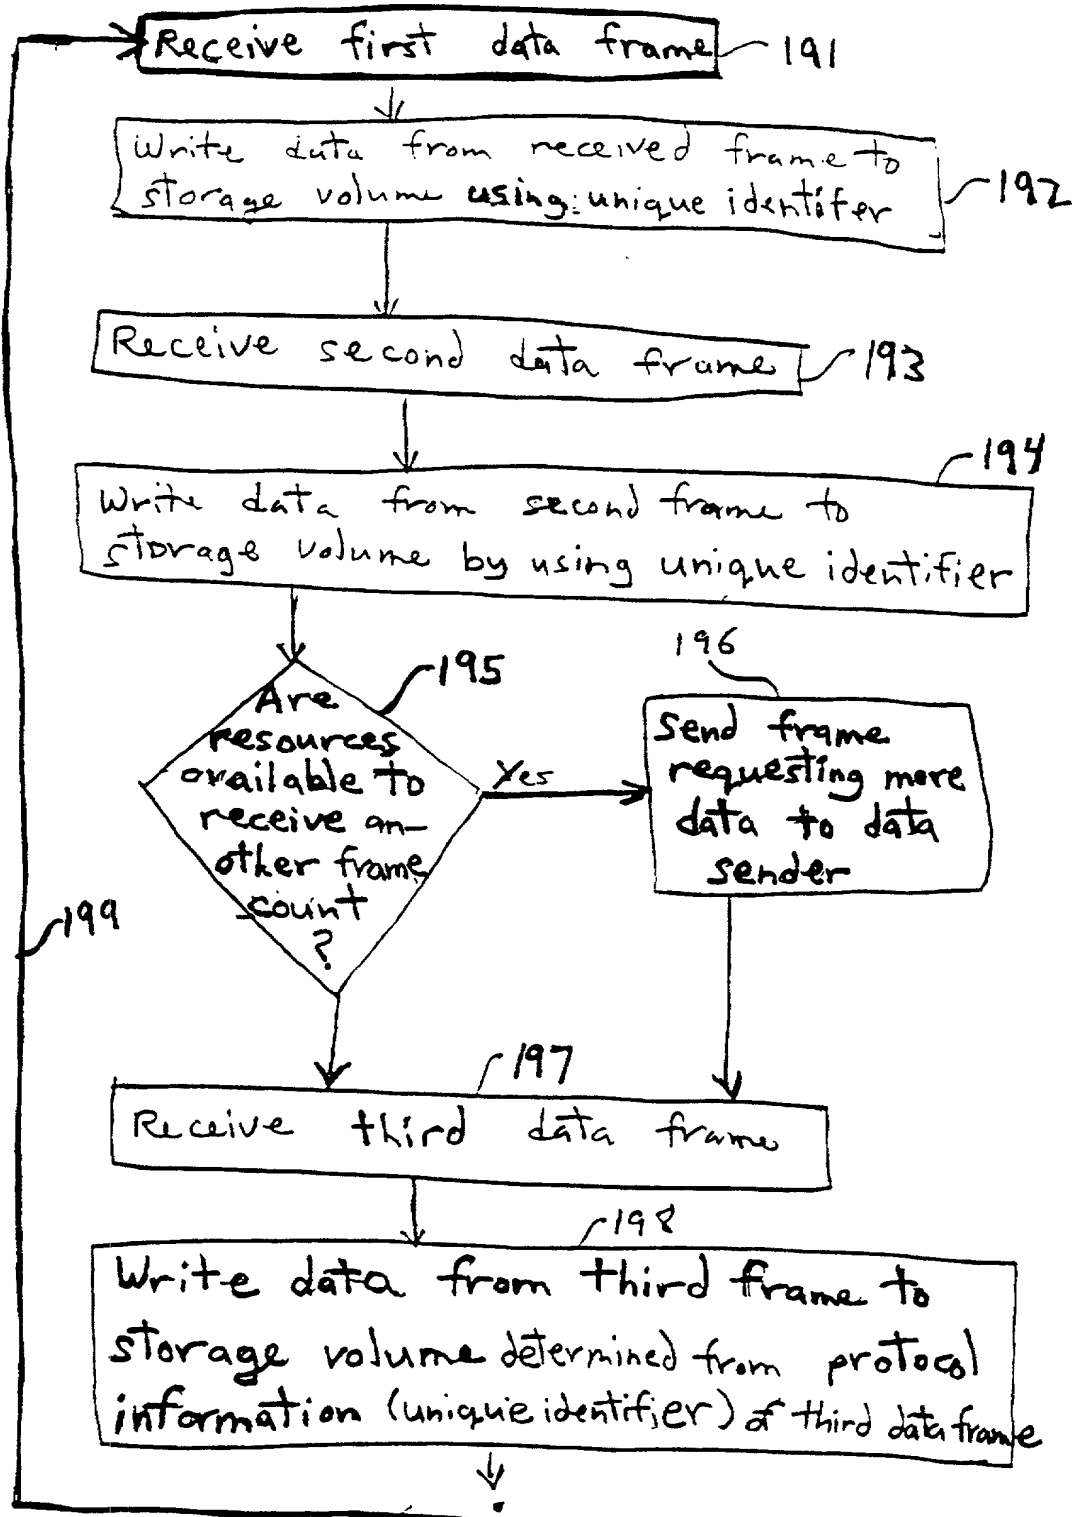 Receive first data frame 191
Write data from received frame to
storage volume using: unique identifer 192
Receive second data frame 193
194
Write data from second frame to
storage volume by using unique identifier
195
Are
resources
available to
receive an-
other frame
count
?
Yes
196
Send frame
requesting more
data to data
sender
199
197
Receive third data frame
198
Write data from third frame to
storage volume determined from protocol
information (unique identifier) of third data frame